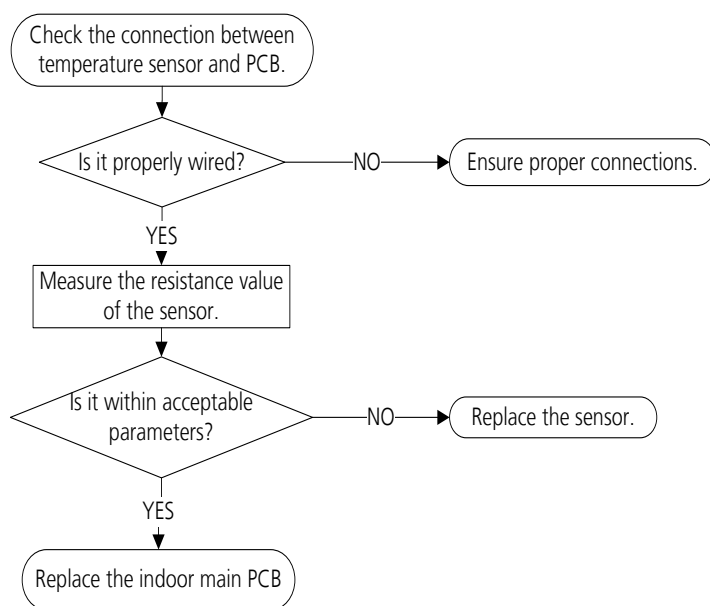 Check the connection between
temperature sensor and PCB.
Is it properly wired?
NO
Ensure proper connections.
YES
Measure the resistance value
of the sensor.
Is it within acceptable
parameters?
NO
Replace the sensor.
YES
Replace the indoor main PCB